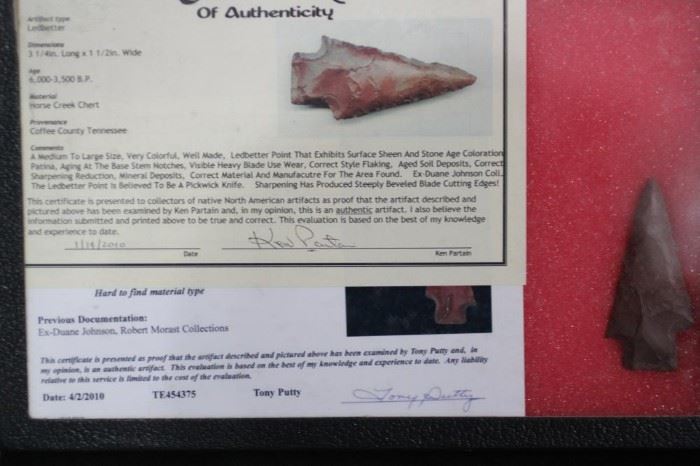 Of Authenticity
Artifact type
Ledbetter
Dimensions
3 1/4in. Long x 1 1/2in. Wide
Age
6,000-3,500 B.P.
Material
Horse Creek Chert
Provenance
Coffee County Tennessee
Comments
A Medium To Large Size, Very Colorful, Well Made, Ledbetter Point That Exhibits Surface Sheen And Stone Age Coloration
Patina, Aging At The Base Stem Notches, Visible Heavy Blade Use Wear, Correct Style Flaking, Aged Soil Deposits, Correct
Sharpening Reduction, Mineral Deposits, Correct Material And Manufacutre For The Area Found. Ex-Duane Johnson Coll.
The Ledbetter Point Is Believed To Be A Pickwick Knife. Sharpening Has Produced Steeply Beveled Blade Cutting Edges!
This certificate is presented to collectors of native North American artifacts as proof that the artifact described and
pictured above has been examined by Ken Partain and, in my opinion, this is an authentic artifact. I also believe the
information submitted and printed above to be true and correct. This evaluation is based on the best of my knowledge
and experience to date.
Ken Partain
Date
Ken Partain
Hard to find material type
Previous Documentation:
Ex-Duane Johnson, Robert Morast Collections
This certificate is presented as proof that the artifact described and pictured above has been examined by Tony Putty and, in
my opinion, is an authentic artifact. This evaluation is based on the best of my knowledge and experience to date. Any liability
relative to this service is limited to the cost of the evaluation.
Date: 4/2/2010 TE454375 Tony Putty Tony Putty